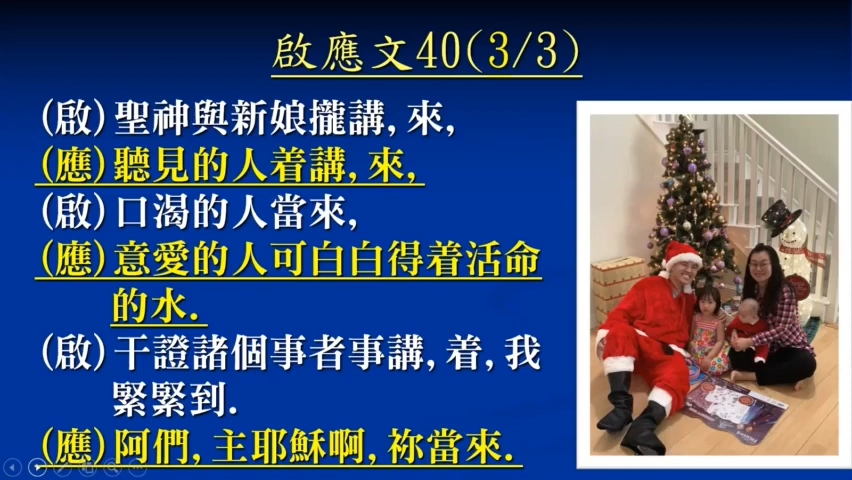 啟應文40(3/3)
(啟)聖神與新娘攏講,來,
(應)聽見的人着講,來,
(啟)口渴的人當來,
(應)意愛的人可白白得着活命
的水.
(啟)干證諸個事者事講,着,我
緊緊到.
(應)阿們,主耶穌啊,祢當來.